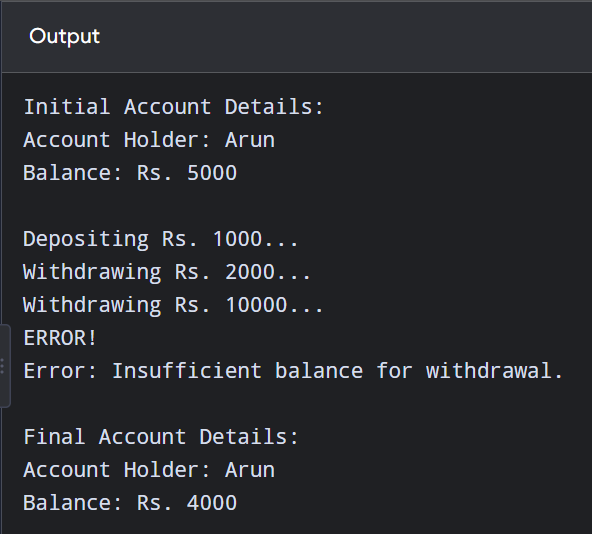 Output
Initial Account Details:
Account Holder: Arun
Balance: Rs. 5000
Depositing Rs. 1000...
Withdrawing Rs. 2000...
Withdrawing Rs. 10000...
ERROR!
Error: Insufficient balance for withdrawal.
Final Account Details:
Account Holder: Arun
Balance: Rs. 4000